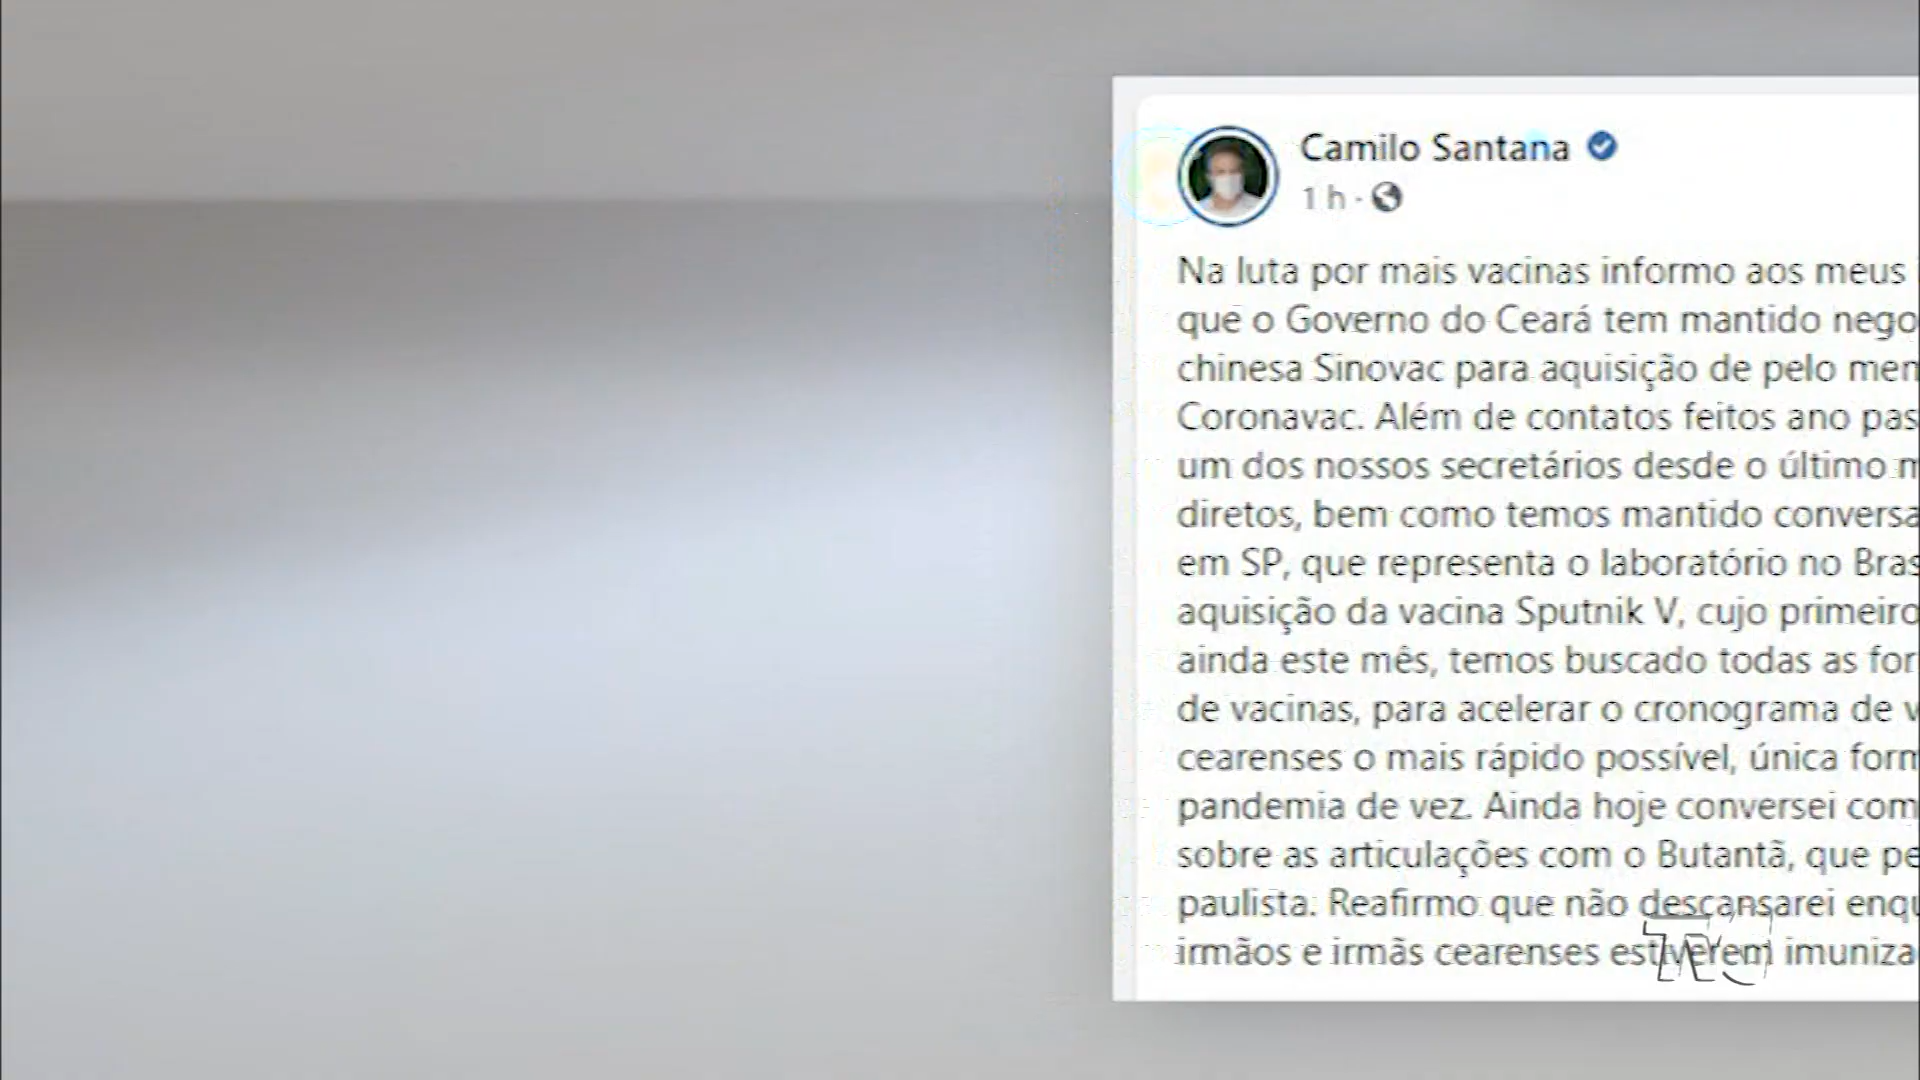 Camilo Santana
1 h ·
Na luta por mais vacinas informo aos meus
que o Governo do Ceará tem mantido nego
chinesa Sinovac para aquisição de pelo men
Coronavac. Além de contatos feitos ano pas
um dos nossos secretários desde o último m
diretos, bem como temos mantido conversa
em SP, que representa o laboratório no Bras
aquisição da vacina Sputnik V, cujo primeiro
ainda este mês, temos buscado todas as for
de vacinas, para acelerar o cronograma de v
cearenses o mais rápido possível, única form
pandemia de vez. Ainda hoje conversei com
sobre as articulações com o Butantã, que pe
paulista. Reafirmo que não descansarei enqu
irmãos e irmãs cearenses estiverem imuniza